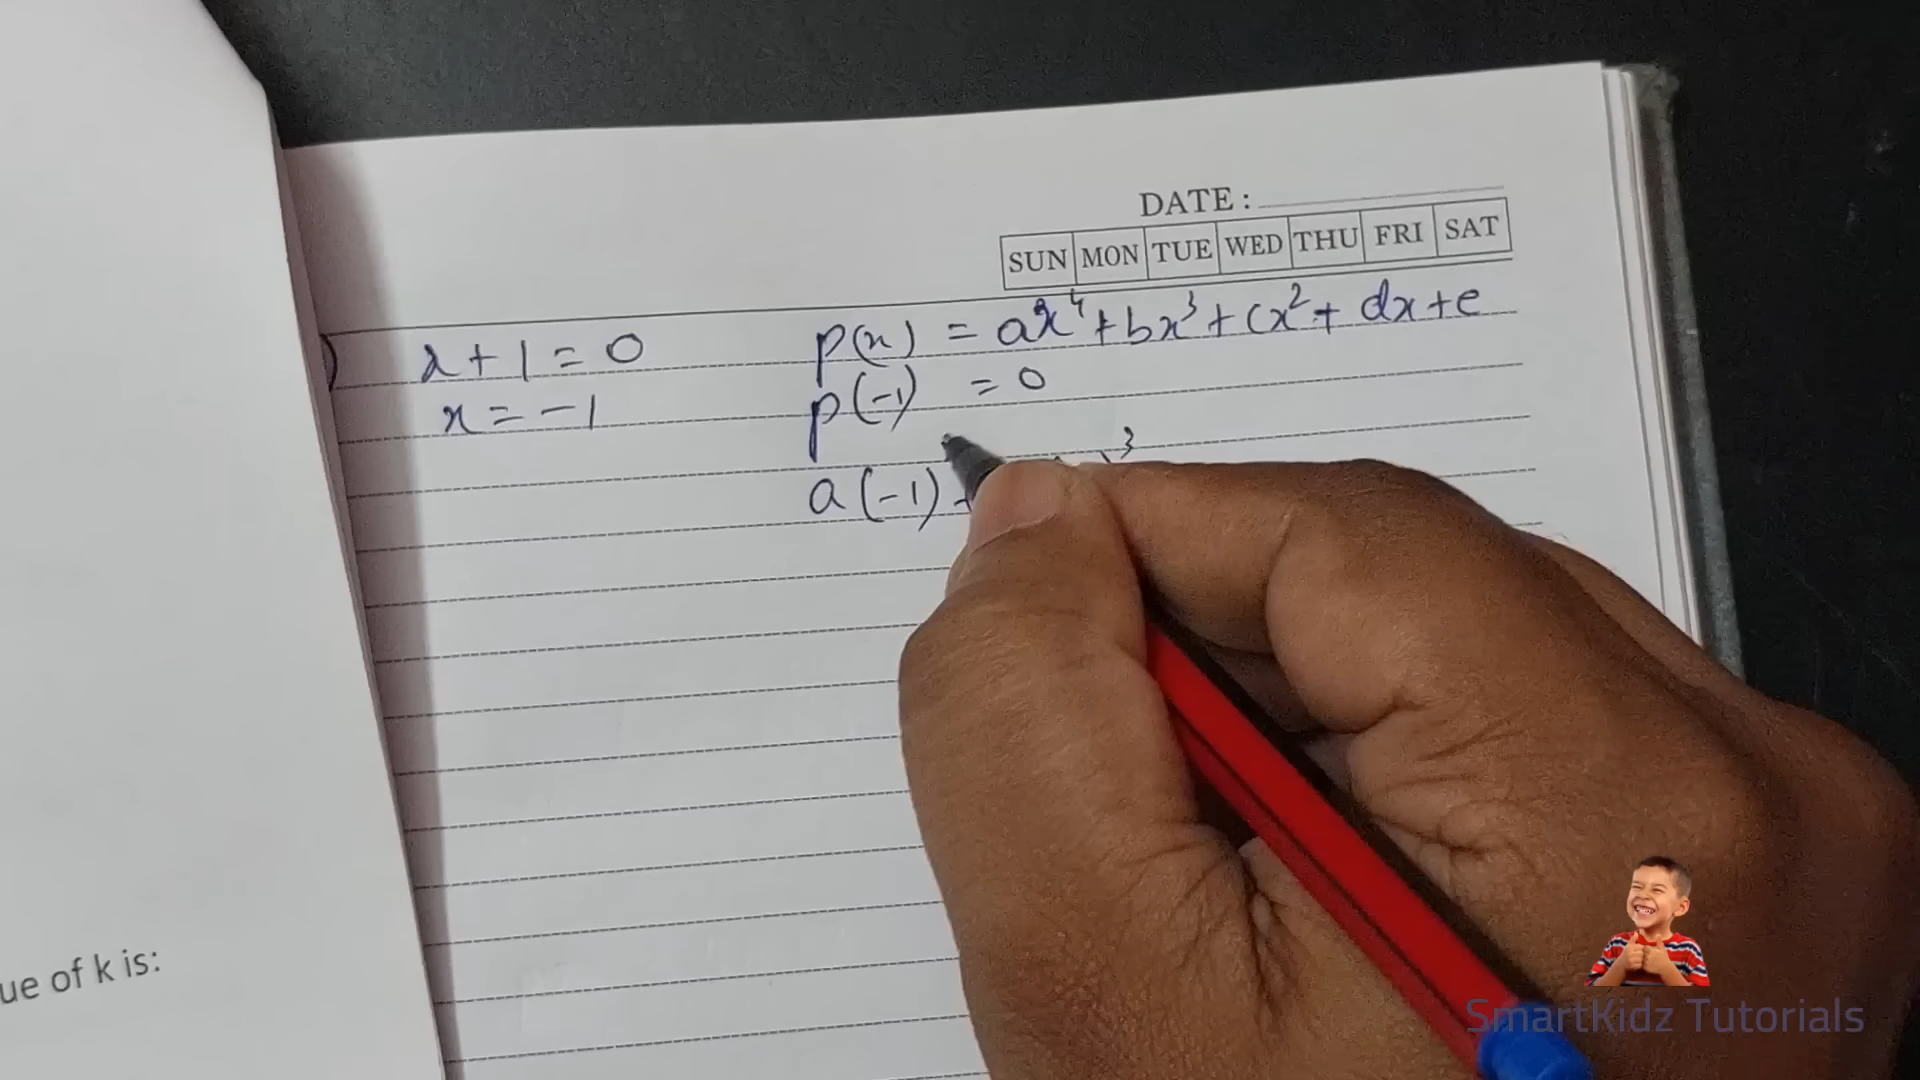 DATE :
SUN MON TUE WED THU FRI SAT
x+1=0
x=-1
p(x) = ax⁴+bx³+cx²+dx+e
p(-1) =0
a(-1)
3
ue of k is:
SmartKidz Tutorials